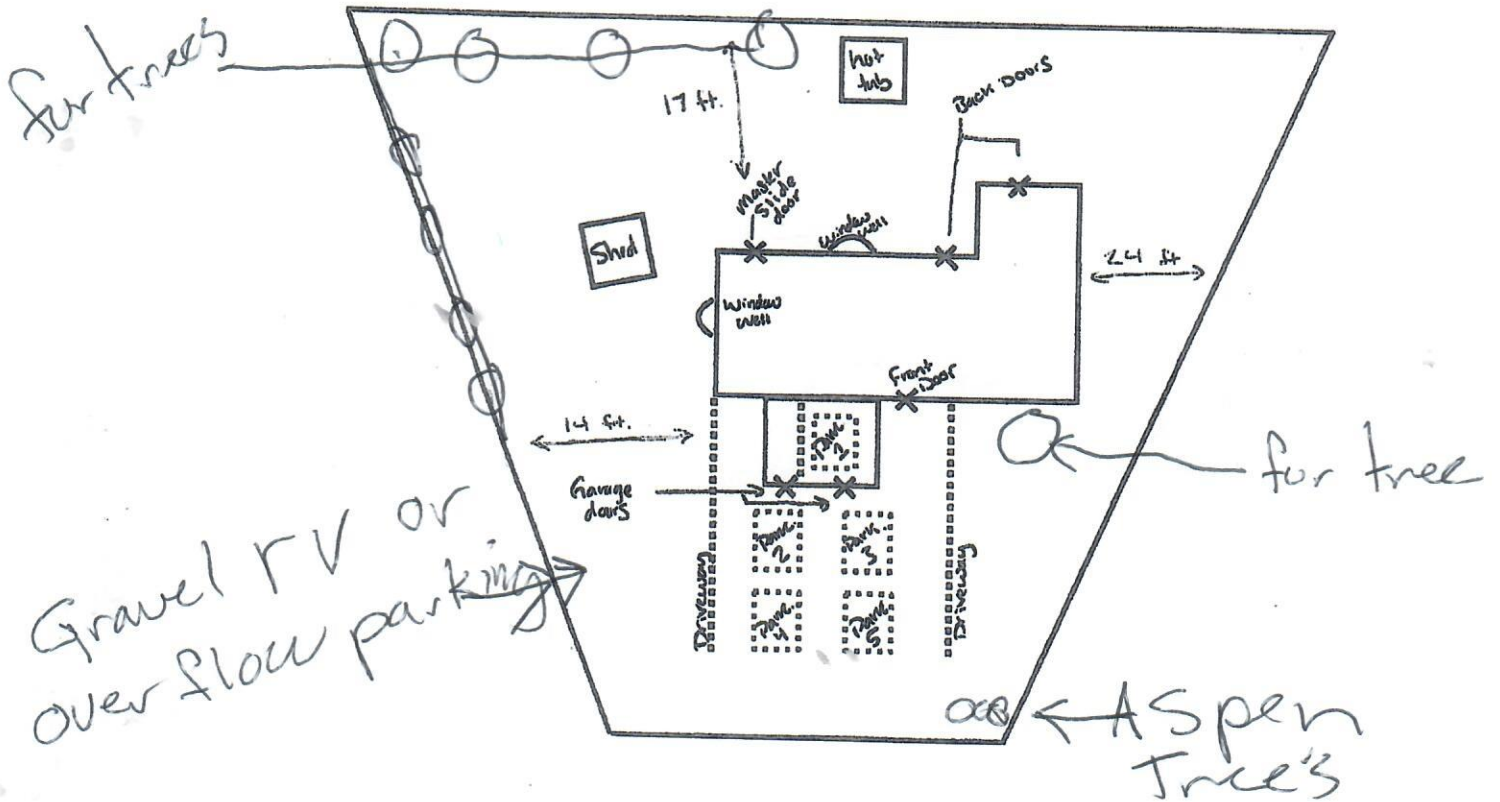 fur trees
hot
tub
Back Doors
17 ft.
Master
Slide
door
window
well
Shed
24 ft
window
well
Front
Door
14 ft.
Park
1
fur tree
Garage
doors
Gravel rv or
over flow parking
Driveway
Park.
2
Park.
3
Driveway
Park.
4
Park.
5
Aspen
Tree's